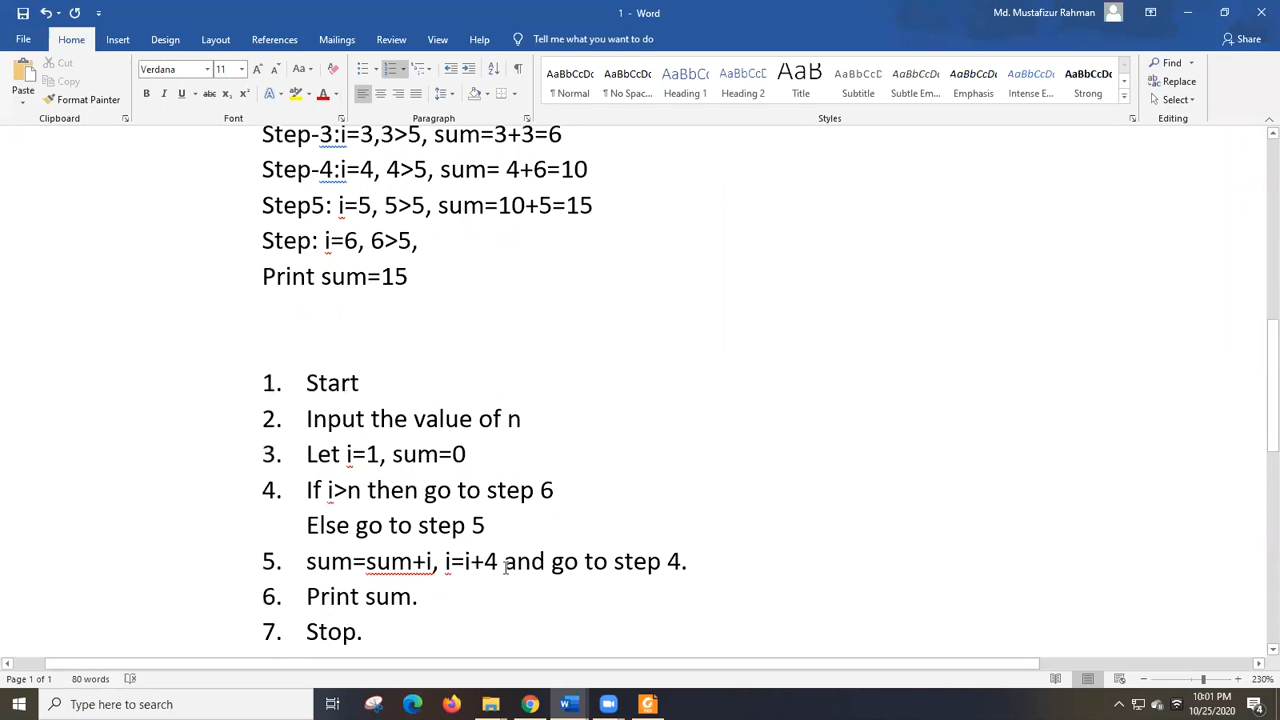 1 - Word
Md. Mustafizur Rahman
File Home Insert Design Layout References Mailings Review View Help Tell me what you want to do Share
Paste
Cut
Copy
Format Painter
Verdana 11
AaBbCcDc AaBbCcDc AaBbCc AaBbCcD AaB AaBbCcD AaBbCcDc AaBbCcDc AaBbCcDc AaBbCcDc
¶ Normal ¶ No Spac... Heading 1 Heading 2 Title Subtitle Subtle Em... Emphasis Intense E... Strong
Find
Replace
Select
Clipboard Font Paragraph Styles Editing
Step-3:i=3,3>5, sum=3+3=6
Step-4:i=4, 4>5, sum= 4+6=10
Step5: i=5, 5>5, sum=10+5=15
Step: i=6, 6>5,
Print sum=15
1. Start
2. Input the value of n
3. Let i=1, sum=0
4. If i>n then go to step 6
Else go to step 5
5. sum=sum+i, i=i+4 and go to step 4.
6. Print sum.
7. Stop.
Page 1 of 1 80 words 230%
Type here to search
10:01 PM
10/25/2020